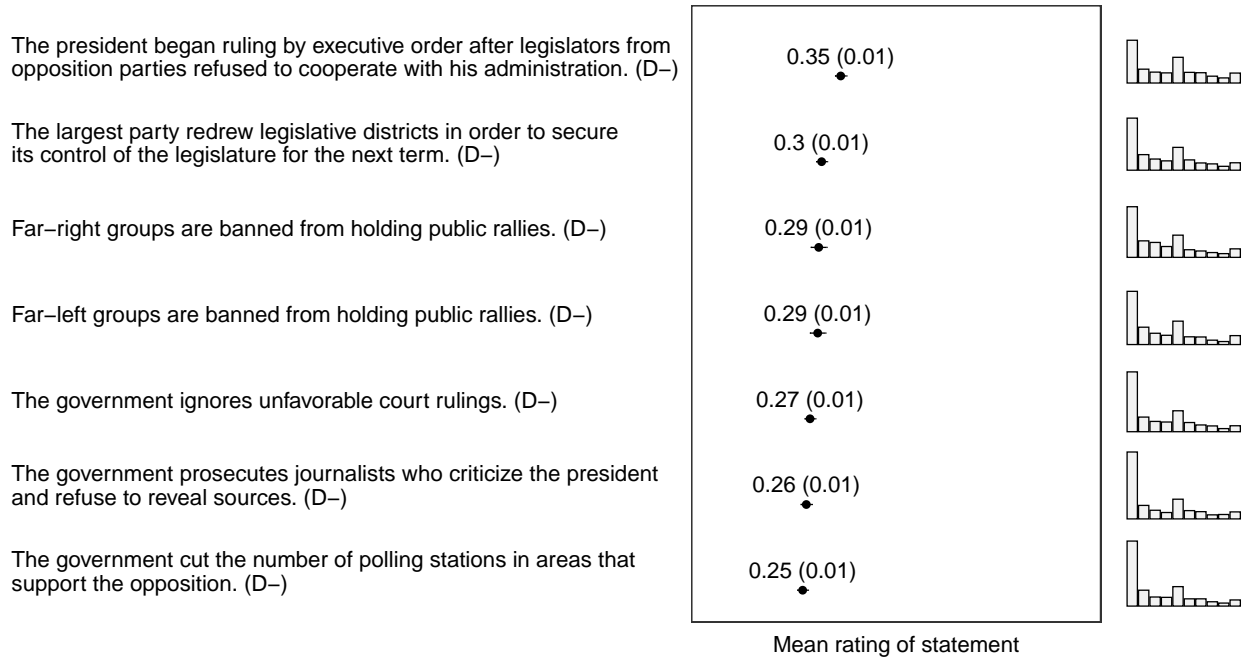 The president began ruling by executive order after legislators from
opposition parties refused to cooperate with his administration. (D−)
0.35 (0.01)
The largest party redrew legislative districts in order to secure
its control of the legislature for the next term. (D−)
0.3 (0.01)
Far−right groups are banned from holding public rallies. (D−)
0.29 (0.01)
Far−left groups are banned from holding public rallies. (D−)
0.29 (0.01)
The government ignores unfavorable court rulings. (D−)
0.27 (0.01)
The government prosecutes journalists who criticize the president
and refuse to reveal sources. (D−)
0.26 (0.01)
The government cut the number of polling stations in areas that
support the opposition. (D−)
0.25 (0.01)
Mean rating of statement